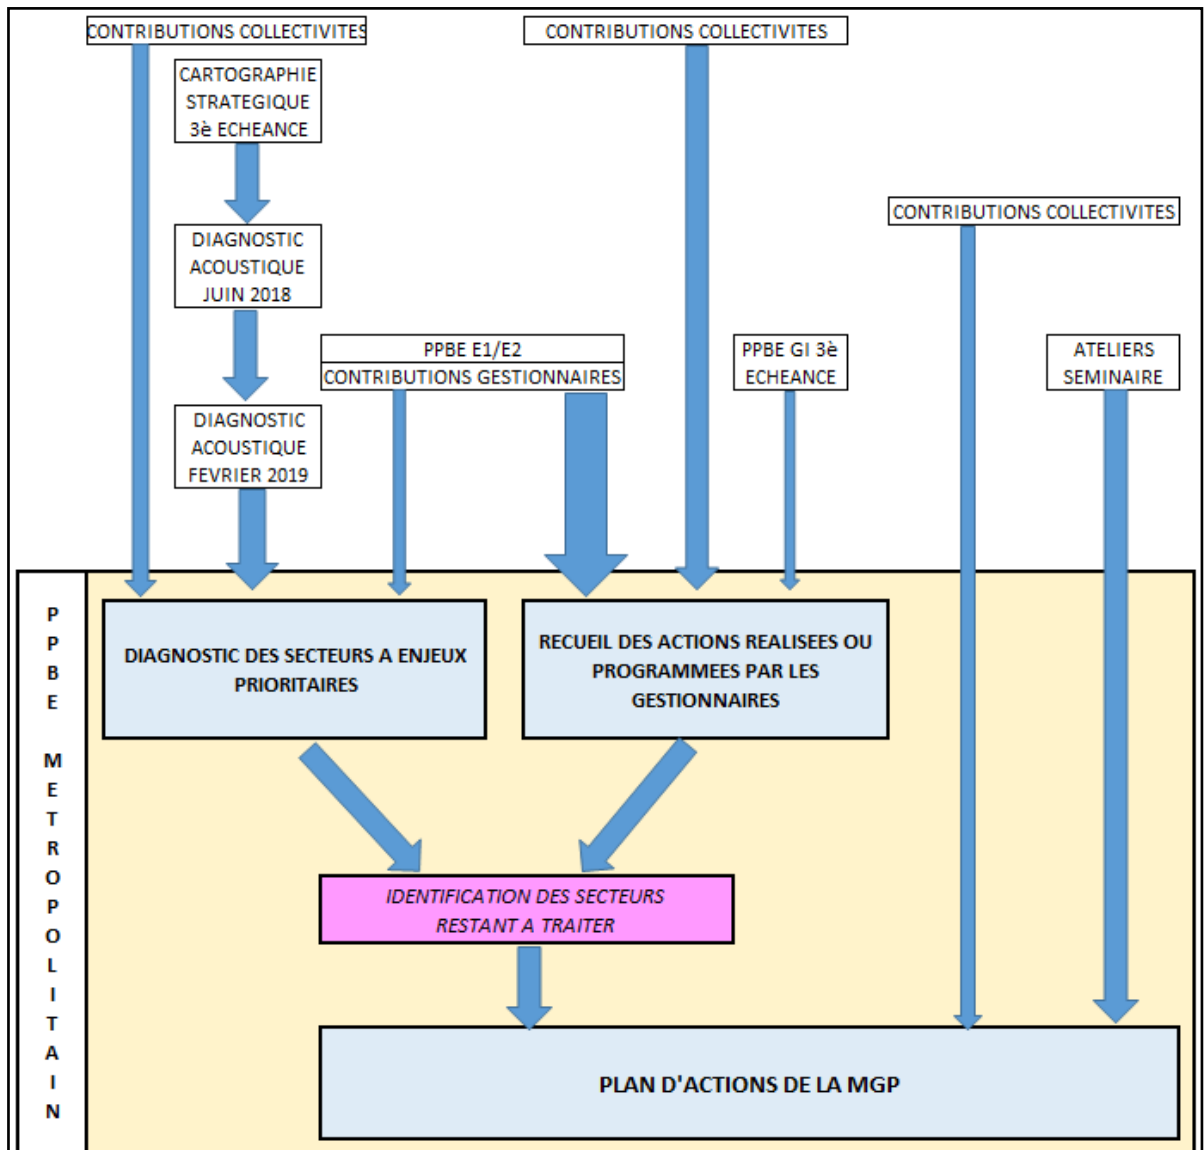 CONTRIBUTIONS COLLECTIVITES
CONTRIBUTIONS COLLECTIVITES
CARTOGRAPHIE
STRATEGIQUE
3è ECHEANCE
CONTRIBUTIONS COLLECTIVITES
DIAGNOSTIC
ACOUSTIQUE
JUIN 2018
PPBE E1/E2
CONTRIBUTIONS GESTIONNAIRES
PPBE GI 3è
ECHEANCE
ATELIERS
SEMINAIRE
DIAGNOSTIC
ACOUSTIQUE
FEVRIER 2019
P
P
B
E
M
E
T
R
O
P
O
L
I
T
A
I
N
DIAGNOSTIC DES SECTEURS A ENJEUX
PRIORITAIRES
RECUEIL DES ACTIONS REALISEES OU
PROGRAMMEES PAR LES
GESTIONNAIRES
IDENTIFICATION DES SECTEURS
RESTANT A TRAITER
PLAN D'ACTIONS DE LA MGP